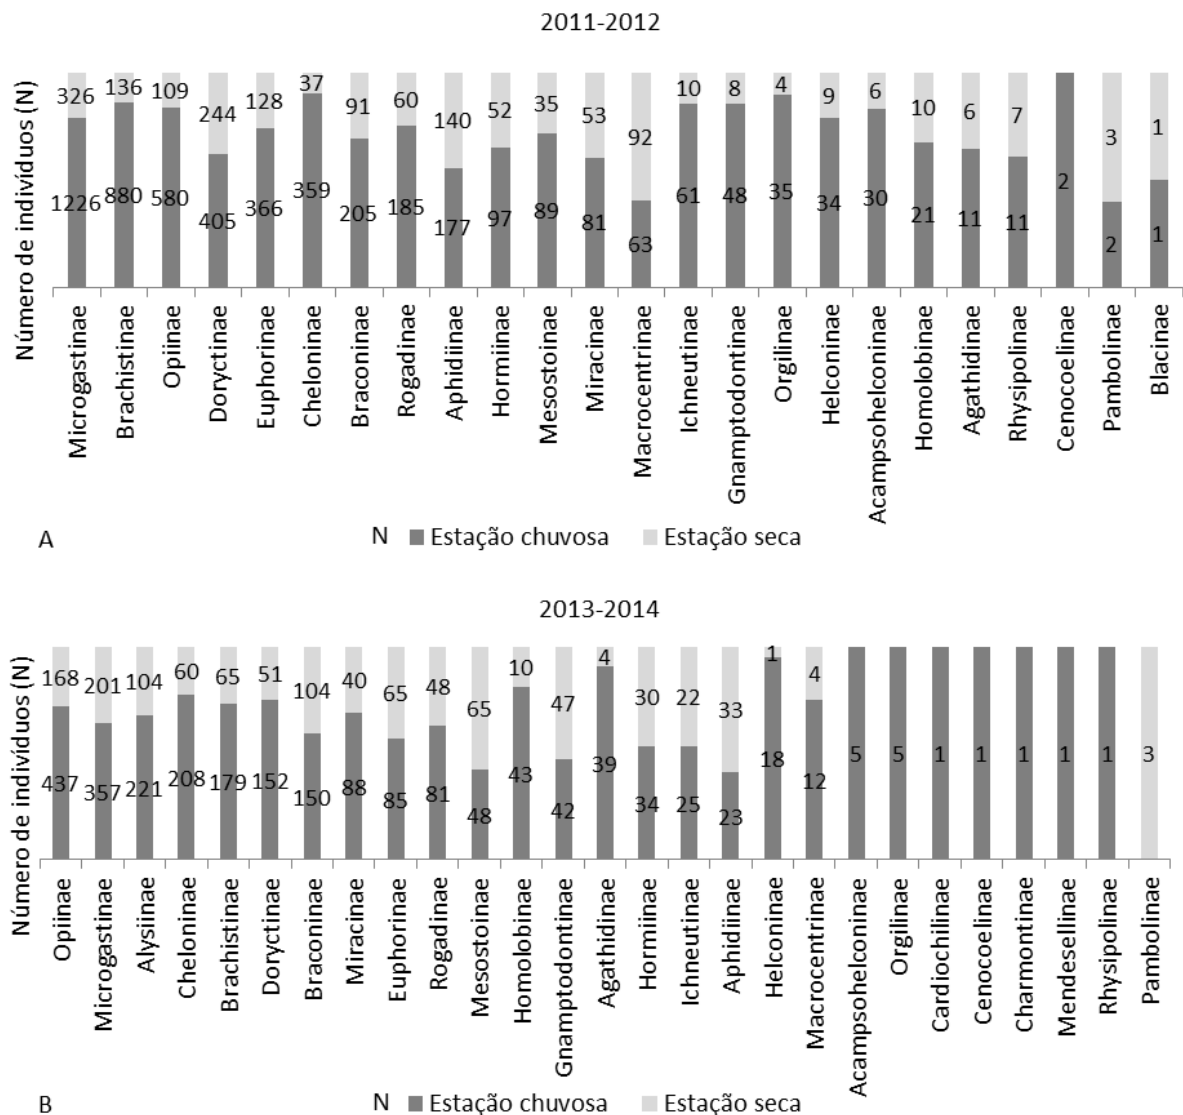 2011-2012
Número de indivíduos (N)
326 136 109 244 128 37 91 60 140 52 35 53 92 10 8 4 9 6 10 6 7 3 1
1226 880 580 405 366 359 205 185 177 97 89 81 63 61 48 35 34 30 21 11 11 2 2 1
Microgastinae
Brachistinae
Opiinae
Doryctinae
Euphorinae
Cheloninae
Braconinae
Rogadinae
Aphidiinae
Hormiinae
Mesostoinae
Miracinae
Macrocentrinae
Ichneutinae
Gnamptodontinae
Orgilinae
Helconinae
Acampsohelconinae
Homolobinae
Agathidinae
Rhysipolinae
Cenocoelinae
Pambolinae
Blacinae
A N Estação chuvosa Estação seca
2013-2014
Número de indivíduos (N)
168 201 104 60 65 51 104 40 65 48 65 10 47 4 30 22 33 1 4 3
437 357 221 208 179 152 150 88 85 81 48 43 42 39 34 25 23 18 12 5 5 1 1 1 1 1
Opiinae
Microgastinae
Alysiinae
Cheloninae
Brachistinae
Doryctinae
Braconinae
Miracinae
Euphorinae
Rogadinae
Mesostoinae
Homolobinae
Gnamptodontinae
Agathidinae
Hormiinae
Ichneutinae
Aphidiinae
Helconinae
Macrocentrinae
Acampsohelconinae
Orgilinae
Cardiochilinae
Cenocoelinae
Charmontinae
Mendesellinae
Rhysipolinae
Pambolinae
B N Estação chuvosa Estação seca